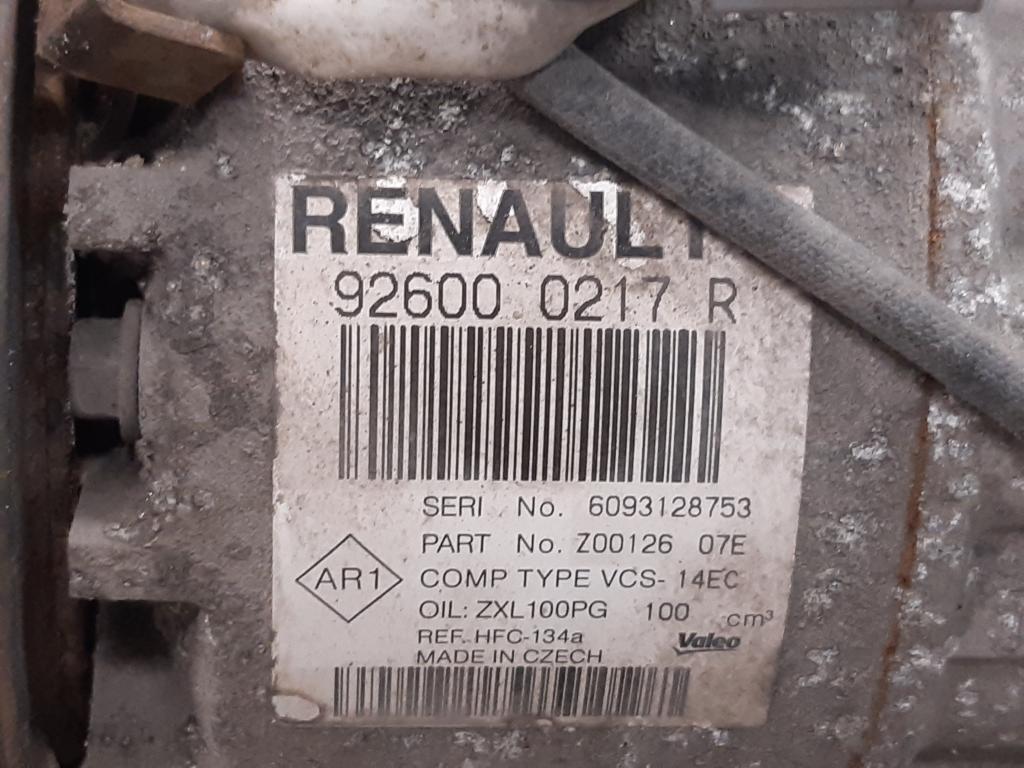 RENAULT
92600 0217 R
SERI No. 6093128753
PART No. Z00126 07E
AR1
COMP TYPE VCS- 14EC
OIL: ZXL100PG 100 cm³
REF. HFC-134a
Valeo
MADE IN CZECH